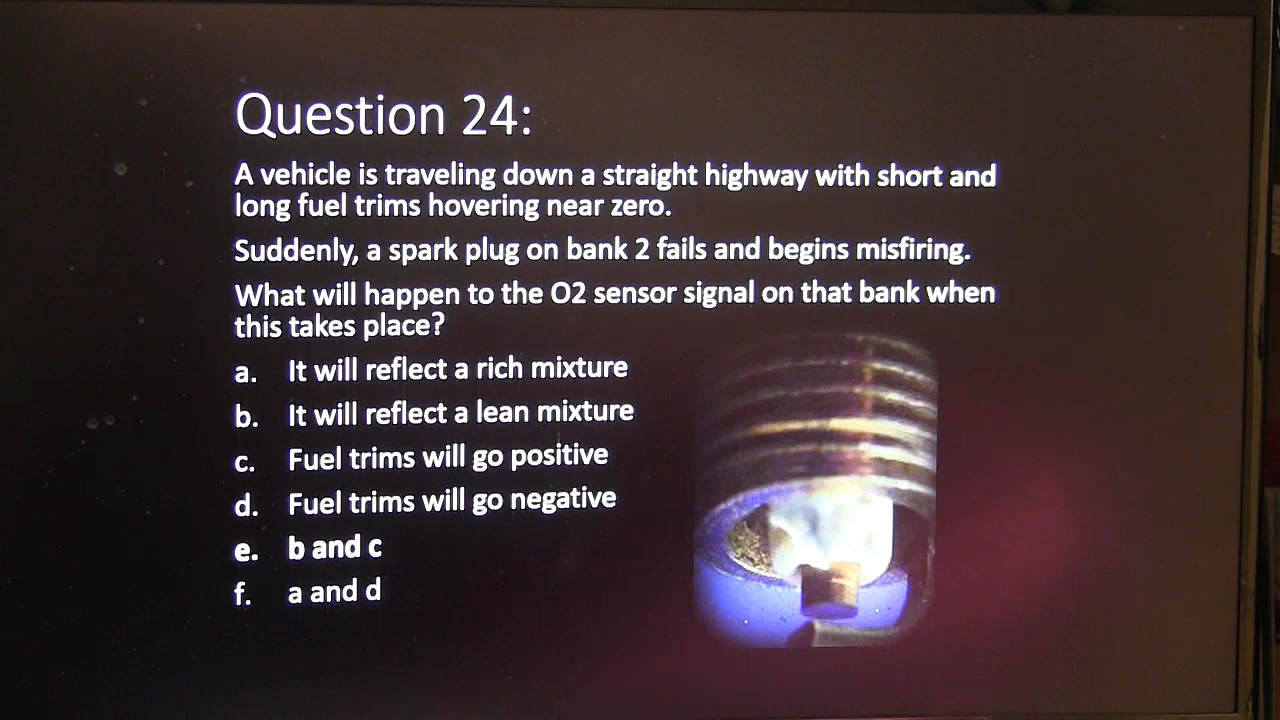 Question 24:
A vehicle is traveling down a straight highway with short and
long fuel trims hovering near zero.
Suddenly, a spark plug on bank 2 fails and begins misfiring.
What will happen to the O2 sensor signal on that bank when
this takes place?
a. It will reflect a rich mixture
b. It will reflect a lean mixture
c. Fuel trims will go positive
d. Fuel trims will go negative
e. b and c
f. a and d